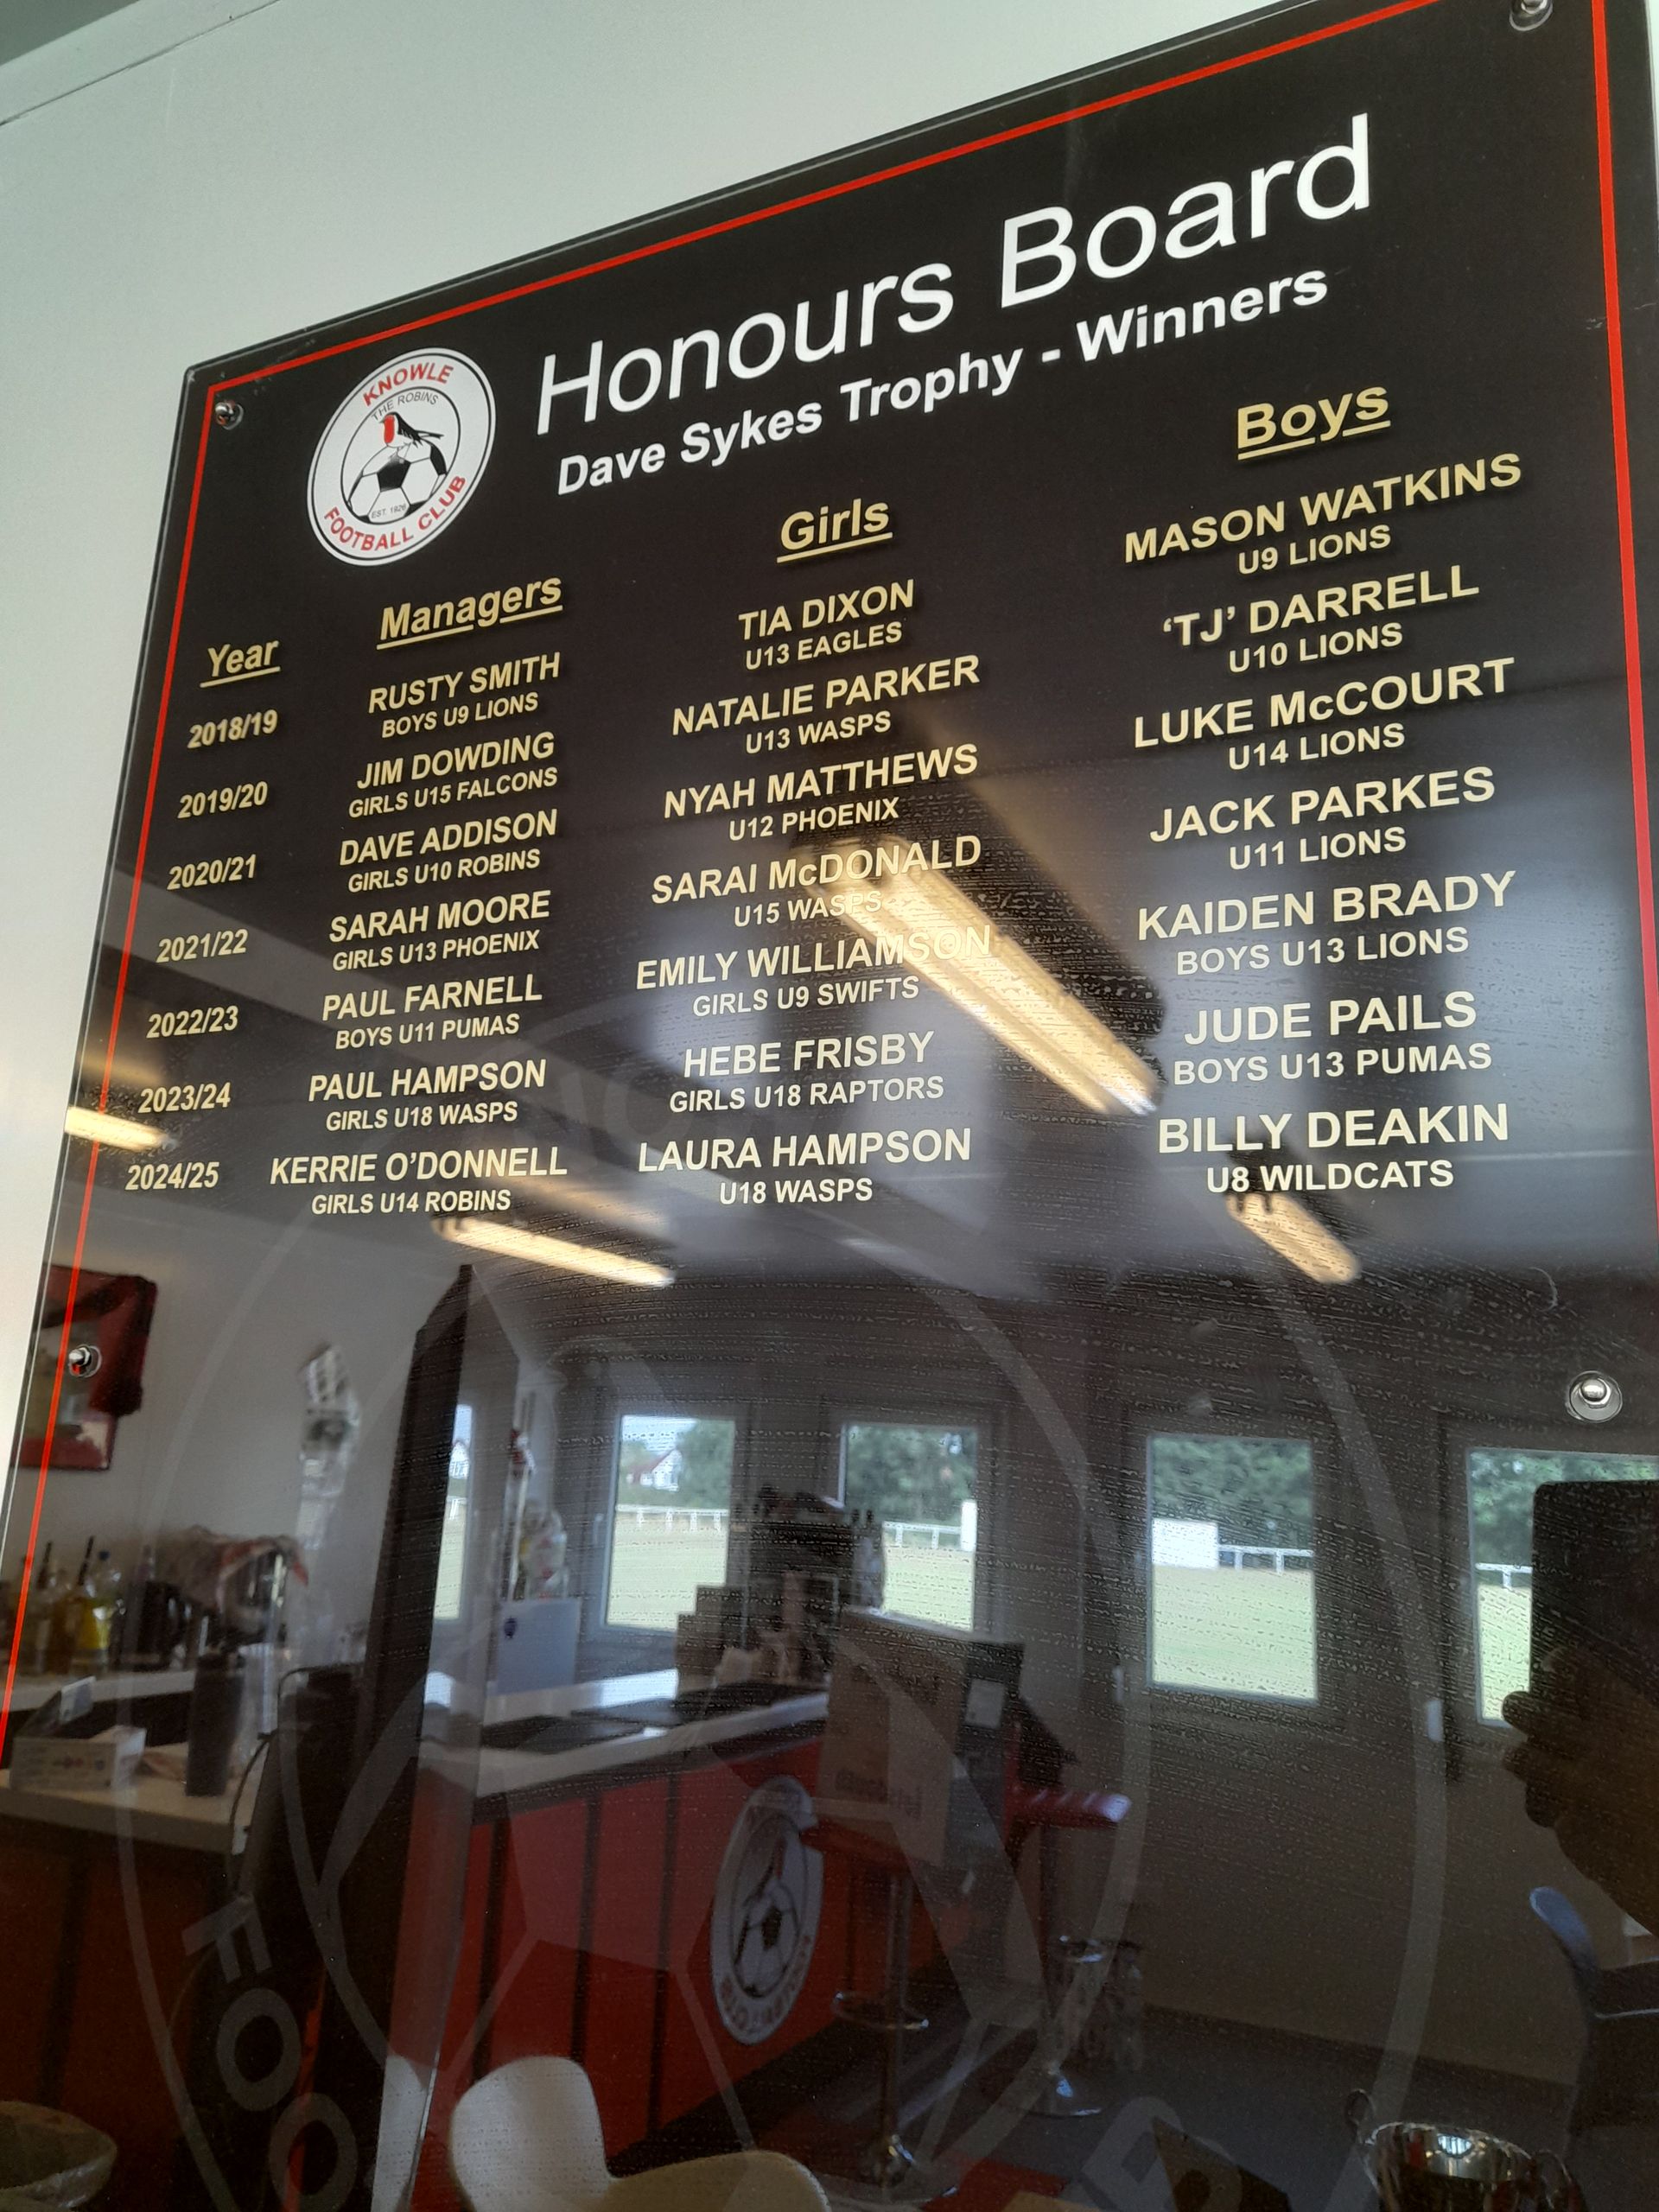 Honours Board
Dave Sykes Trophy - Winners
KNOWLE
THE ROBINS
EST. 1926
FOOTBALL CLUB
Year Managers Girls Boys
2018/19 RUSTY SMITH TIA DIXON MASON WATKINS
BOYS U9 LIONS U13 EAGLES U9 LIONS
2019/20 JIM DOWDING NATALIE PARKER ‘TJ’ DARRELL
GIRLS U15 FALCONS U13 WASPS U10 LIONS
2020/21 DAVE ADDISON NYAH MATTHEWS LUKE McCOURT
GIRLS U10 ROBINS U12 PHOENIX U14 LIONS
2021/22 SARAH MOORE SARAI McDONALD JACK PARKES
GIRLS U13 PHOENIX U15 WASPS U11 LIONS
2022/23 PAUL FARNELL EMILY WILLIAMSON KAIDEN BRADY
BOYS U11 PUMAS GIRLS U9 SWIFTS BOYS U13 LIONS
2023/24 PAUL HAMPSON HEBE FRISBY JUDE PAILS
GIRLS U18 WASPS GIRLS U18 RAPTORS BOYS U13 PUMAS
2024/25 KERRIE O’DONNELL LAURA HAMPSON BILLY DEAKIN
GIRLS U14 ROBINS U18 WASPS U8 WILDCATS